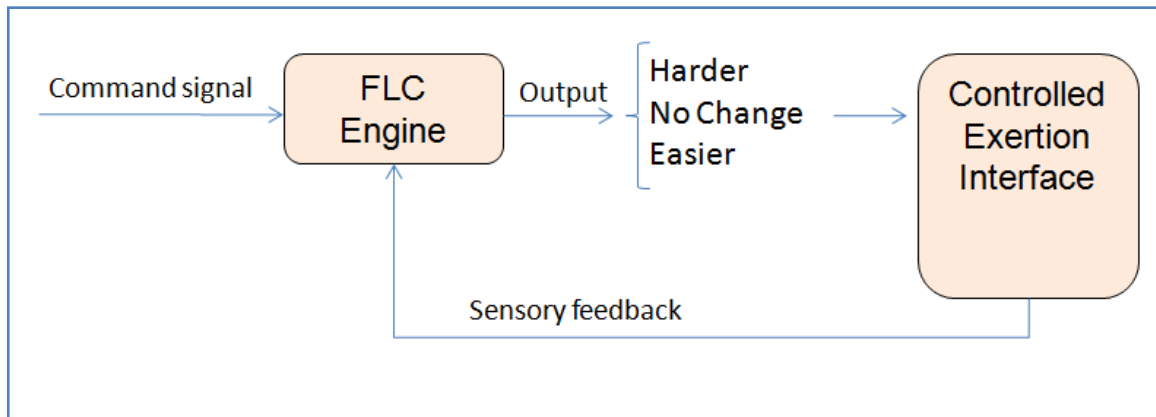 Command signal
FLC
Engine
Output
Harder
No Change
Easier
Controlled
Exertion
Interface
Sensory feedback